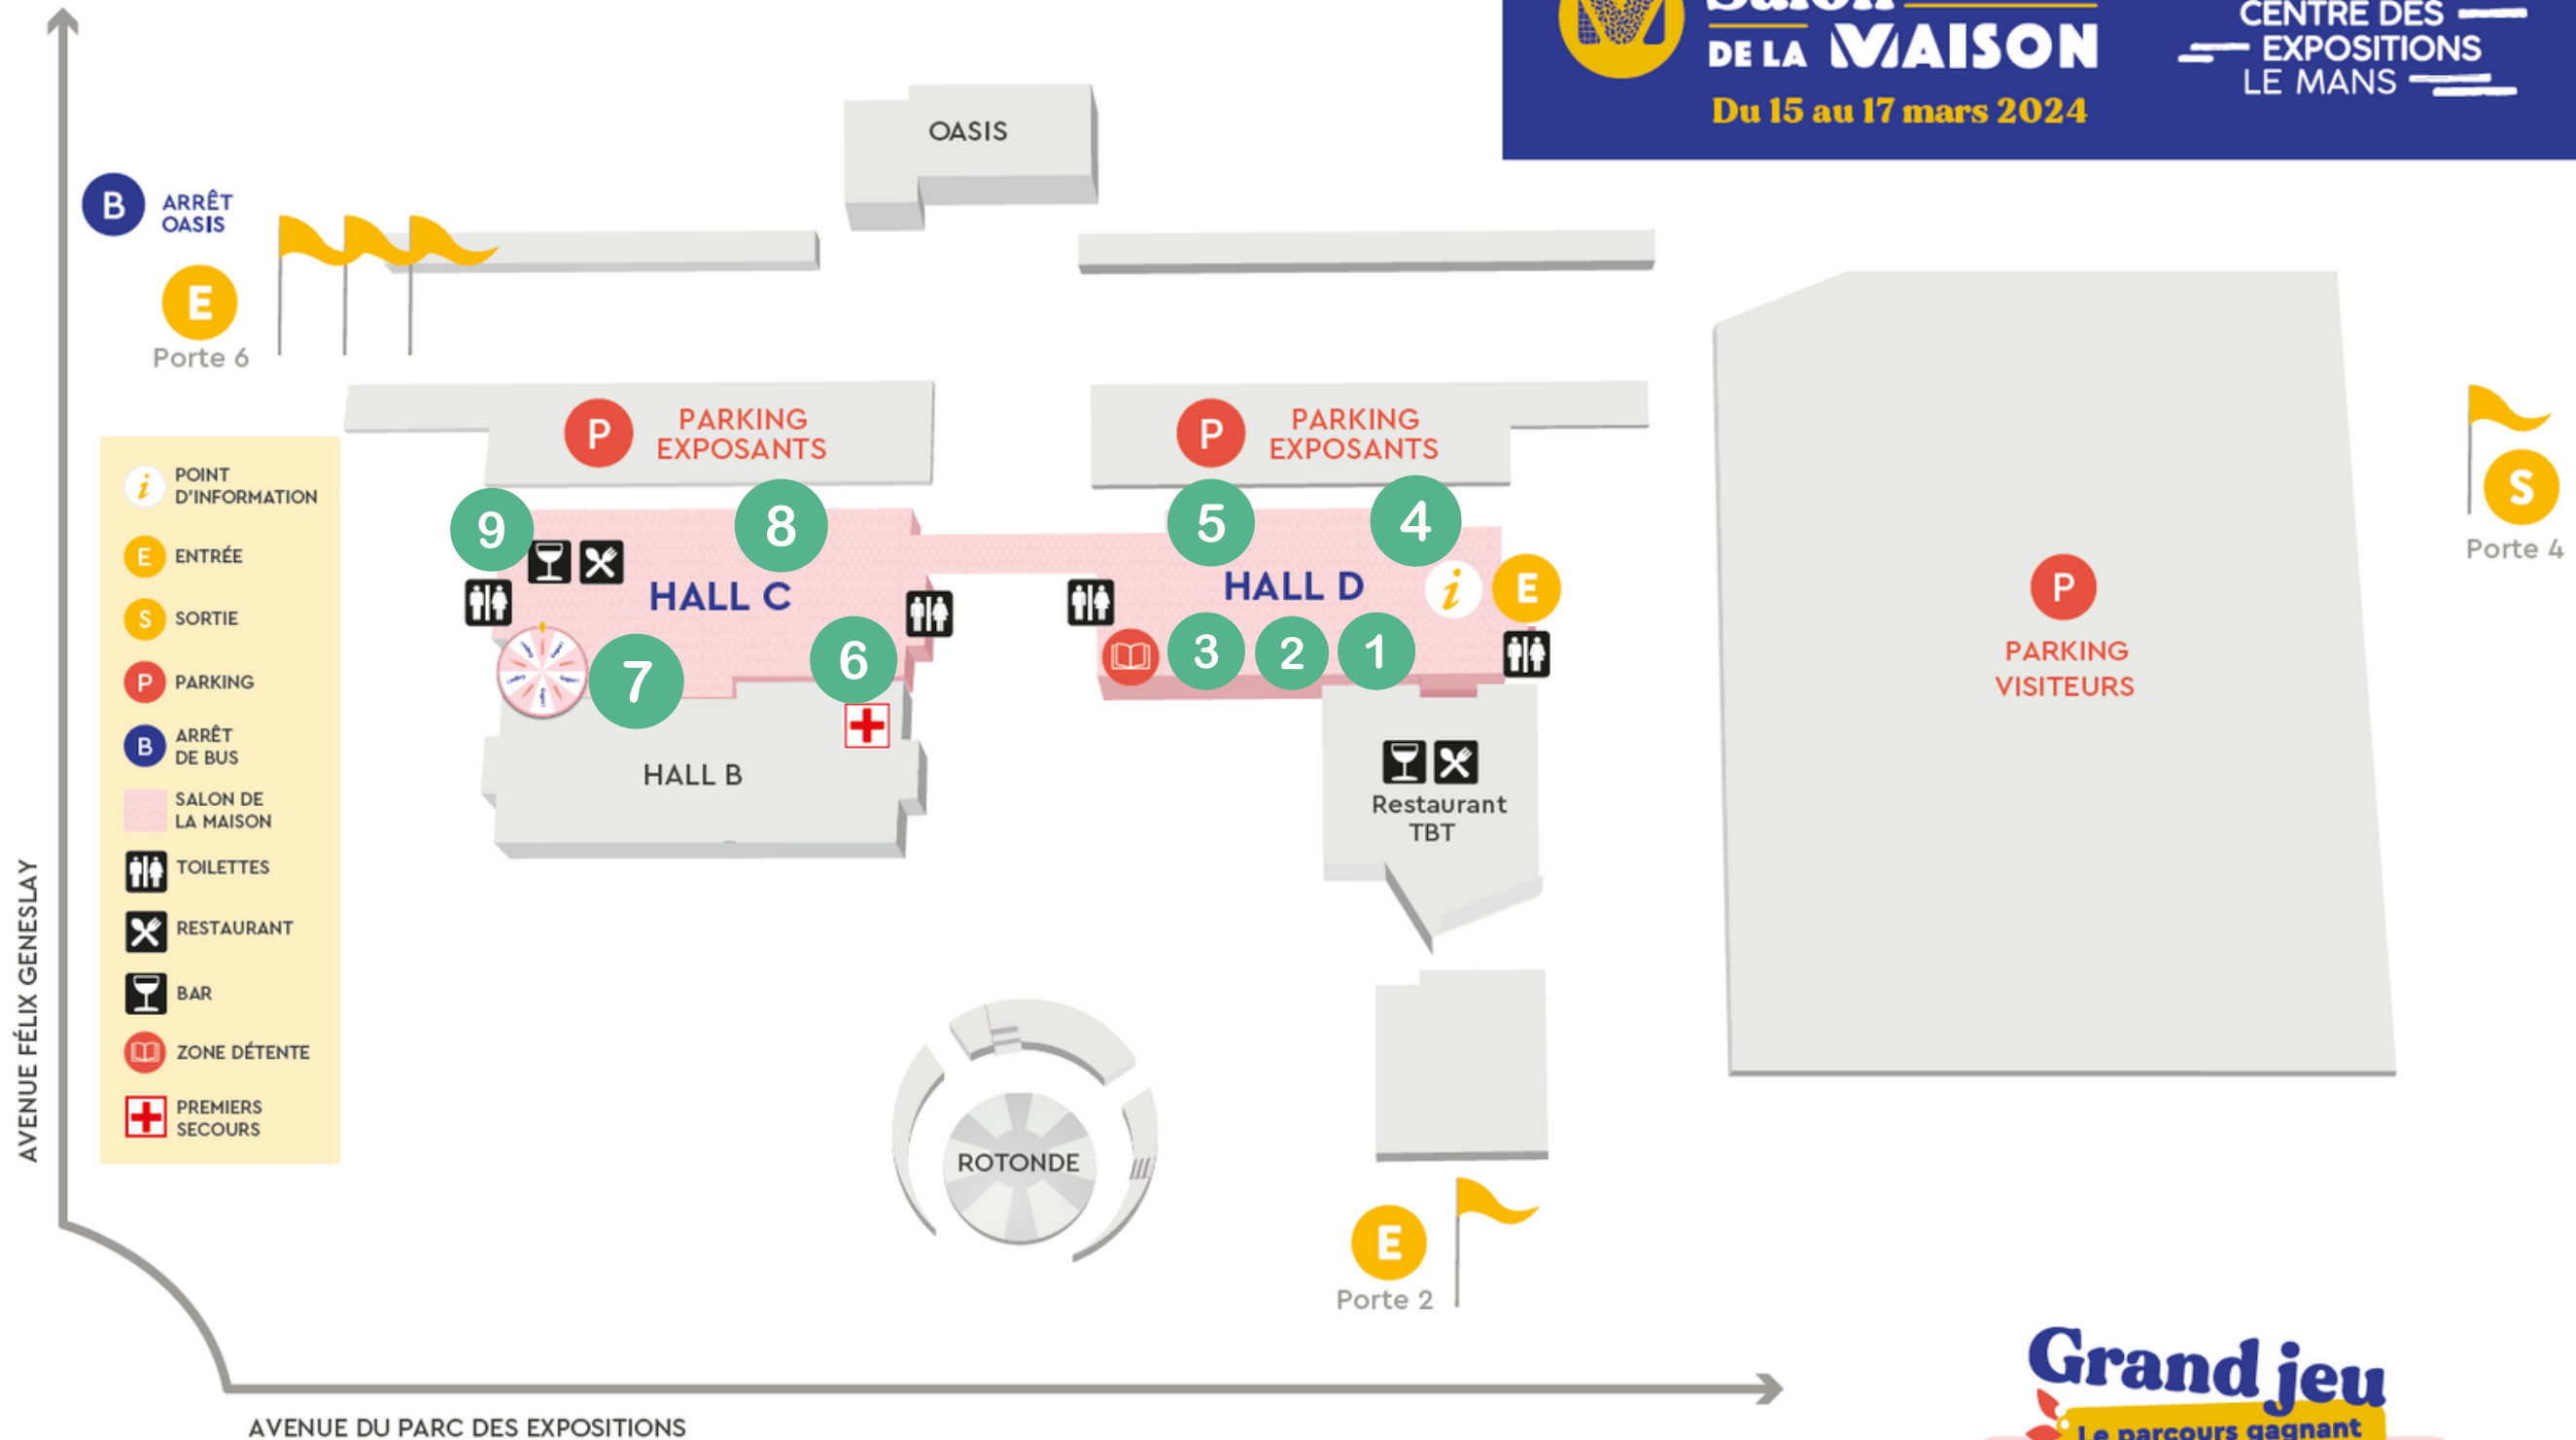 Salon
DE LA MAISON
Du 15 au 17 mars 2024
CENTRE DES
EXPOSITIONS
LE MANS
OASIS
B
ARRÊT
OASIS
E
Porte 6
P
PARKING
EXPOSANTS
P
PARKING
EXPOSANTS
S
Porte 4
i
POINT
D'INFORMATION
E
ENTRÉE
S
SORTIE
P
PARKING
B
ARRÊT
DE BUS
SALON DE
LA MAISON
TOILETTES
RESTAURANT
BAR
ZONE DÉTENTE
PREMIERS
SECOURS
9
8
HALL C
7
6
HALL B
5
4
HALL D
i
E
3
2
1
Restaurant
TBT
P
PARKING
VISITEURS
ROTONDE
E
Porte 2
AVENUE FÉLIX GENESLAY
AVENUE DU PARC DES EXPOSITIONS
Grand jeu
Le parcours gagnant